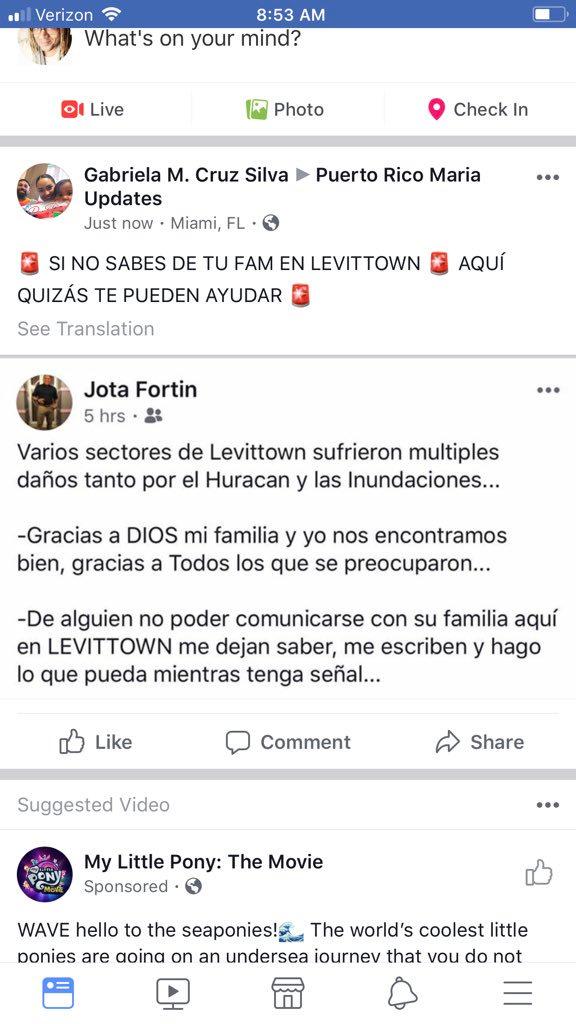 Verizon 8:53 AM
What's on your mind?
Live Photo Check In
Gabriela M. Cruz Silva ▶ Puerto Rico Maria
Updates
Just now · Miami, FL ·
🚨 SI NO SABES DE TU FAM EN LEVITTOWN 🚨 AQUÍ
QUIZÁS TE PUEDEN AYUDAR 🚨
See Translation
Jota Fortin
5 hrs ·
Varios sectores de Levittown sufrieron multiples
daños tanto por el Huracan y las Inundaciones...
-Gracias a DIOS mi familia y yo nos encontramos
bien, gracias a Todos los que se preocuparon...
-De alguien no poder comunicarse con su familia aquí
en LEVITTOWN me dejan saber, me escriben y hago
lo que pueda mientras tenga señal...
Like Comment Share
Suggested Video
My Little Pony: The Movie
Sponsored ·
WAVE hello to the seaponies!🌊 The world's coolest little
ponies are going on an undersea journey that you do not